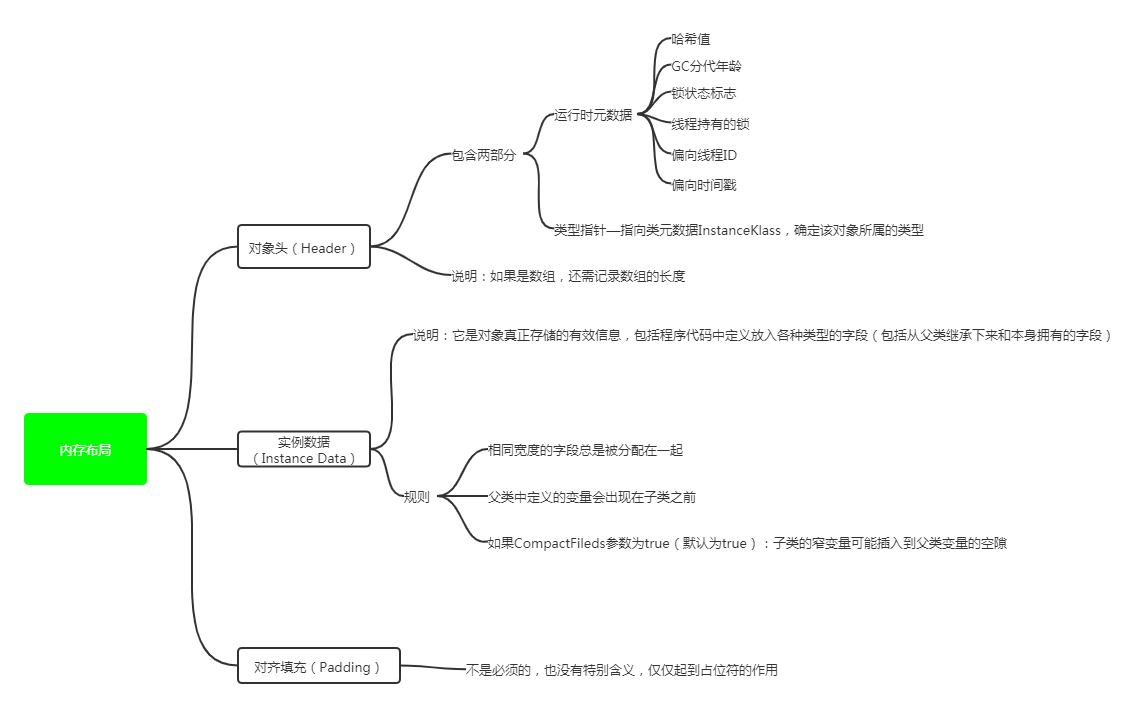 内存布局
对象头（Header）
包含两部分
运行时元数据
哈希值
GC分代年龄
锁状态标志
线程持有的锁
偏向线程ID
偏向时间戳
类型指针—指向类元数据InstanceKlass，确定该对象所属的类型
说明：如果是数组，还需记录数组的长度
实例数据
（Instance Data）
说明：它是对象真正存储的有效信息，包括程序代码中定义放入各种类型的字段（包括从父类继承下来和本身拥有的字段）
规则
相同宽度的字段总是被分配在一起
父类中定义的变量会出现在子类之前
如果CompactFileds参数为true（默认为true）：子类的窄变量可能插入到父类变量的空隙
对齐填充（Padding）
不是必须的，也没有特别含义，仅仅起到占位符的作用